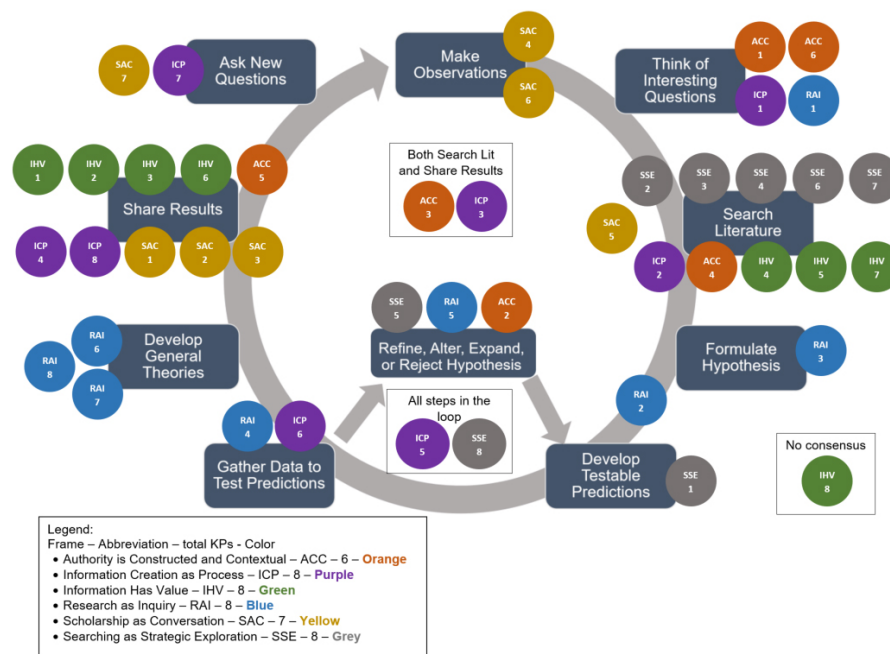 Ask New
Questions
SAC
7
ICP
7
Make
Observations
SAC
4
SAC
6
Think of
Interesting
Questions
ACC
1
ACC
6
ICP
1
RAI
1
IHV
1
IHV
2
IHV
3
IHV
6
ACC
5
Share Results
ICP
4
ICP
8
SAC
1
SAC
2
SAC
3
Both Search Lit
and Share Results
ACC
3
ICP
3
SSE
2
SSE
3
SSE
4
SSE
6
SSE
7
Search
Literature
SAC
5
ICP
2
ACC
4
IHV
4
IHV
5
IHV
7
RAI
6
RAI
8
RAI
7
Develop
General
Theories
SSE
5
RAI
5
ACC
2
Refine, Alter, Expand,
or Reject Hypothesis
Formulate
Hypothesis
RAI
3
RAI
4
ICP
6
Gather Data to
Test Predictions
All steps in the
loop
ICP
5
SSE
8
RAI
2
Develop
Testable
Predictions
SSE
1
No consensus
IHV
8
Legend:
Frame – Abbreviation – total KPs - Color
• Authority is Constructed and Contextual – ACC – 6 – Orange
• Information Creation as Process – ICP – 8 – Purple
• Information Has Value – IHV – 8 – Green
• Research as Inquiry – RAI – 8 – Blue
• Scholarship as Conversation – SAC – 7 – Yellow
• Searching as Strategic Exploration – SSE – 8 – Grey